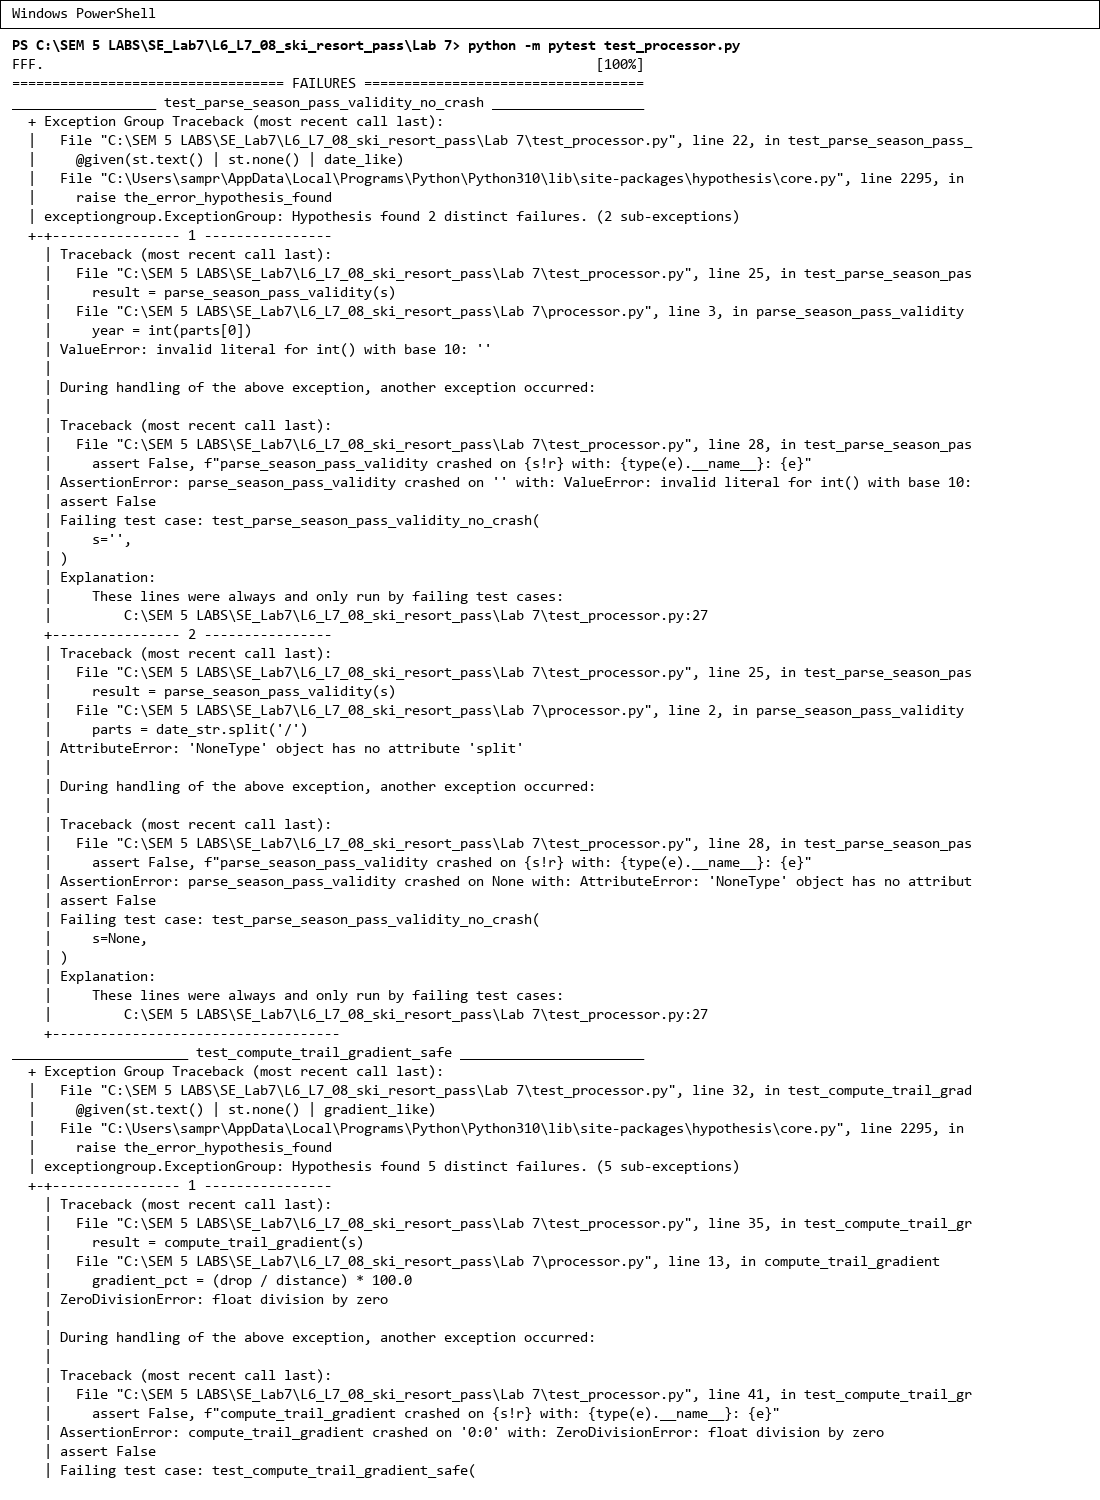 Windows PowerShell
PS C:\SEM 5 LABS\SE_Lab7\L6_L7_08_ski_resort_pass\Lab 7> python -m pytest test_processor.py
FFF. [100%]
================================== FAILURES ===================================
__________________ test_parse_season_pass_validity_no_crash ___________________
  + Exception Group Traceback (most recent call last):
  |   File "C:\SEM 5 LABS\SE_Lab7\L6_L7_08_ski_resort_pass\Lab 7\test_processor.py", line 22, in test_parse_season_pass_
  |     @given(st.text() | st.none() | date_like)
  |   File "C:\Users\sampr\AppData\Local\Programs\Python\Python310\lib\site-packages\hypothesis\core.py", line 2295, in
  |     raise the_error_hypothesis_found
  | exceptiongroup.ExceptionGroup: Hypothesis found 2 distinct failures. (2 sub-exceptions)
  +-+---------------- 1 ----------------
    | Traceback (most recent call last):
    |   File "C:\SEM 5 LABS\SE_Lab7\L6_L7_08_ski_resort_pass\Lab 7\test_processor.py", line 25, in test_parse_season_pas
    |     result = parse_season_pass_validity(s)
    |   File "C:\SEM 5 LABS\SE_Lab7\L6_L7_08_ski_resort_pass\Lab 7\processor.py", line 3, in parse_season_pass_validity
    |     year = int(parts[0])
    | ValueError: invalid literal for int() with base 10: ''
    |
    | During handling of the above exception, another exception occurred:
    |
    | Traceback (most recent call last):
    |   File "C:\SEM 5 LABS\SE_Lab7\L6_L7_08_ski_resort_pass\Lab 7\test_processor.py", line 28, in test_parse_season_pas
    |     assert False, f"parse_season_pass_validity crashed on {s!r} with: {type(e).__name__}: {e}"
    | AssertionError: parse_season_pass_validity crashed on '' with: ValueError: invalid literal for int() with base 10:
    | assert False
    | Failing test case: test_parse_season_pass_validity_no_crash(
    |     s='',
    | )
    | Explanation:
    |     These lines were always and only run by failing test cases:
    |         C:\SEM 5 LABS\SE_Lab7\L6_L7_08_ski_resort_pass\Lab 7\test_processor.py:27
    +---------------- 2 ----------------
    | Traceback (most recent call last):
    |   File "C:\SEM 5 LABS\SE_Lab7\L6_L7_08_ski_resort_pass\Lab 7\test_processor.py", line 25, in test_parse_season_pas
    |     result = parse_season_pass_validity(s)
    |   File "C:\SEM 5 LABS\SE_Lab7\L6_L7_08_ski_resort_pass\Lab 7\processor.py", line 2, in parse_season_pass_validity
    |     parts = date_str.split('/')
    | AttributeError: 'NoneType' object has no attribute 'split'
    |
    | During handling of the above exception, another exception occurred:
    |
    | Traceback (most recent call last):
    |   File "C:\SEM 5 LABS\SE_Lab7\L6_L7_08_ski_resort_pass\Lab 7\test_processor.py", line 28, in test_parse_season_pas
    |     assert False, f"parse_season_pass_validity crashed on {s!r} with: {type(e).__name__}: {e}"
    | AssertionError: parse_season_pass_validity crashed on None with: AttributeError: 'NoneType' object has no attribut
    | assert False
    | Failing test case: test_parse_season_pass_validity_no_crash(
    |     s=None,
    | )
    | Explanation:
    |     These lines were always and only run by failing test cases:
    |         C:\SEM 5 LABS\SE_Lab7\L6_L7_08_ski_resort_pass\Lab 7\test_processor.py:27
    +------------------------------------
______________________ test_compute_trail_gradient_safe _______________________
  + Exception Group Traceback (most recent call last):
  |   File "C:\SEM 5 LABS\SE_Lab7\L6_L7_08_ski_resort_pass\Lab 7\test_processor.py", line 32, in test_compute_trail_grad
  |     @given(st.text() | st.none() | gradient_like)
  |   File "C:\Users\sampr\AppData\Local\Programs\Python\Python310\lib\site-packages\hypothesis\core.py", line 2295, in
  |     raise the_error_hypothesis_found
  | exceptiongroup.ExceptionGroup: Hypothesis found 5 distinct failures. (5 sub-exceptions)
  +-+---------------- 1 ----------------
    | Traceback (most recent call last):
    |   File "C:\SEM 5 LABS\SE_Lab7\L6_L7_08_ski_resort_pass\Lab 7\test_processor.py", line 35, in test_compute_trail_gr
    |     result = compute_trail_gradient(s)
    |   File "C:\SEM 5 LABS\SE_Lab7\L6_L7_08_ski_resort_pass\Lab 7\processor.py", line 13, in compute_trail_gradient
    |     gradient_pct = (drop / distance) * 100.0
    | ZeroDivisionError: float division by zero
    |
    | During handling of the above exception, another exception occurred:
    |
    | Traceback (most recent call last):
    |   File "C:\SEM 5 LABS\SE_Lab7\L6_L7_08_ski_resort_pass\Lab 7\test_processor.py", line 41, in test_compute_trail_gr
    |     assert False, f"compute_trail_gradient crashed on {s!r} with: {type(e).__name__}: {e}"
    | AssertionError: compute_trail_gradient crashed on '0:0' with: ZeroDivisionError: float division by zero
    | assert False
    | Failing test case: test_compute_trail_gradient_safe(